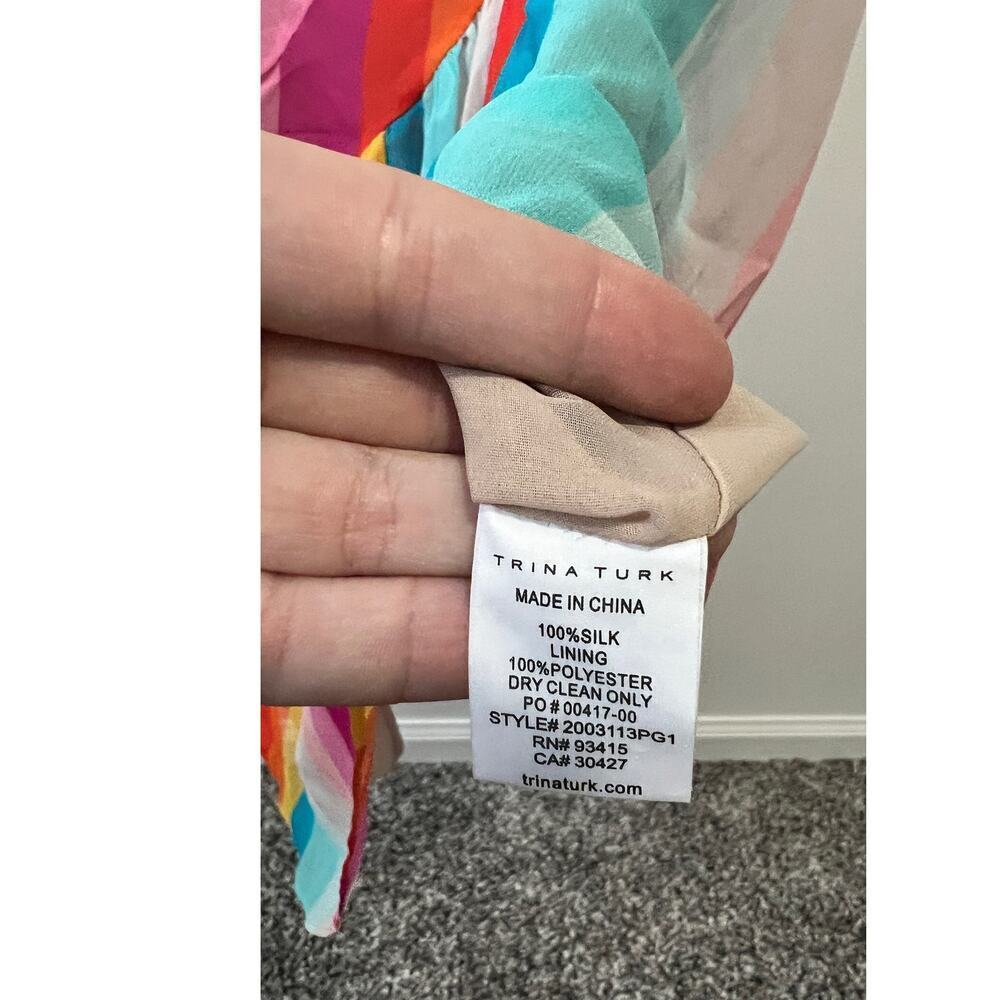 TRINA TURK
MADE IN CHINA
100%SILK
LINING
100%POLYESTER
DRY CLEAN ONLY
PO # 00417-00
STYLE# 2003113PG1
RN# 93415
CA# 30427
trinaturk.com